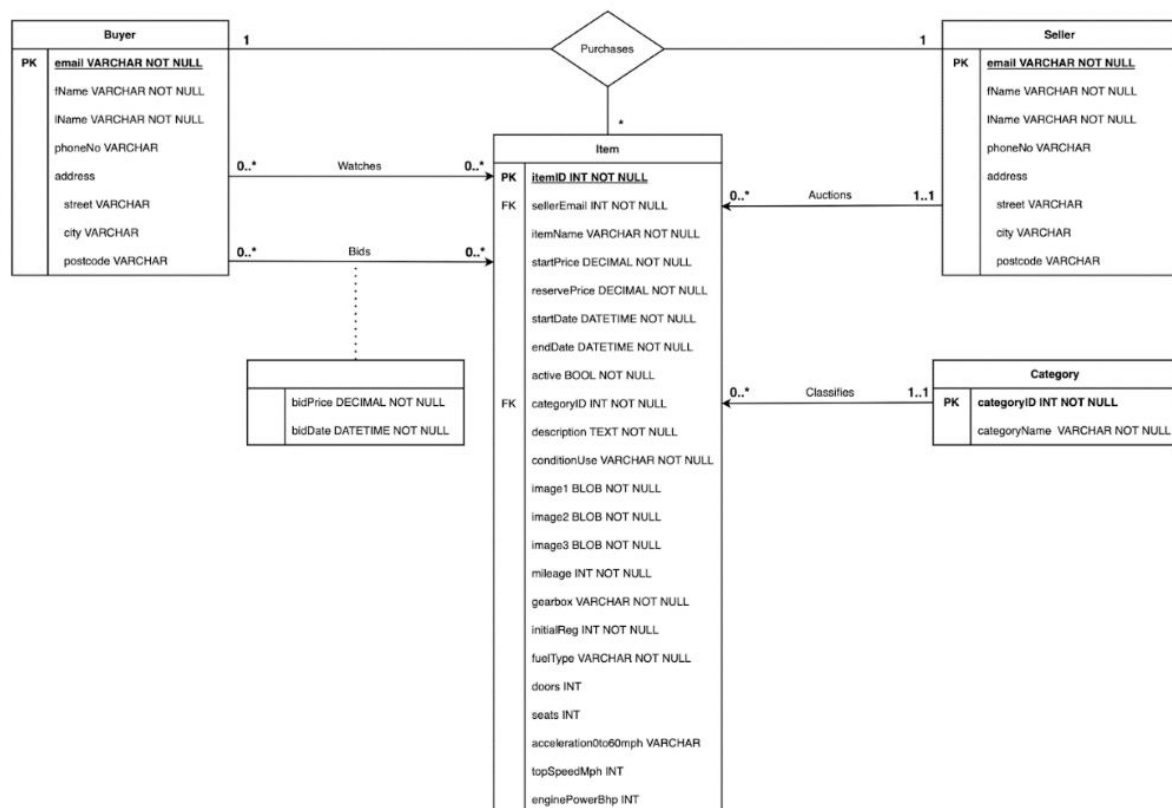 Buyer
PK email VARCHAR NOT NULL
fName VARCHAR NOT NULL
lName VARCHAR NOT NULL
phoneNo VARCHAR
address
street VARCHAR
city VARCHAR
postcode VARCHAR
1
Purchases
1
*
Seller
PK email VARCHAR NOT NULL
fName VARCHAR NOT NULL
lName VARCHAR NOT NULL
phoneNo VARCHAR
address
street VARCHAR
city VARCHAR
postcode VARCHAR
0..* Watches 0..*
0..* Bids 0..*
bidPrice DECIMAL NOT NULL
bidDate DATETIME NOT NULL
Item
PK itemID INT NOT NULL
FK sellerEmail INT NOT NULL
itemName VARCHAR NOT NULL
startPrice DECIMAL NOT NULL
reservePrice DECIMAL NOT NULL
startDate DATETIME NOT NULL
endDate DATETIME NOT NULL
active BOOL NOT NULL
FK categoryID INT NOT NULL
description TEXT NOT NULL
conditionUse VARCHAR NOT NULL
image1 BLOB NOT NULL
image2 BLOB NOT NULL
image3 BLOB NOT NULL
mileage INT NOT NULL
gearbox VARCHAR NOT NULL
initialReg INT NOT NULL
fuelType VARCHAR NOT NULL
doors INT
seats INT
acceleration0to60mph VARCHAR
topSpeedMph INT
enginePowerBhp INT
0..* Auctions 1..1
0..* Classifies 1..1
Category
PK categoryID INT NOT NULL
categoryName VARCHAR NOT NULL